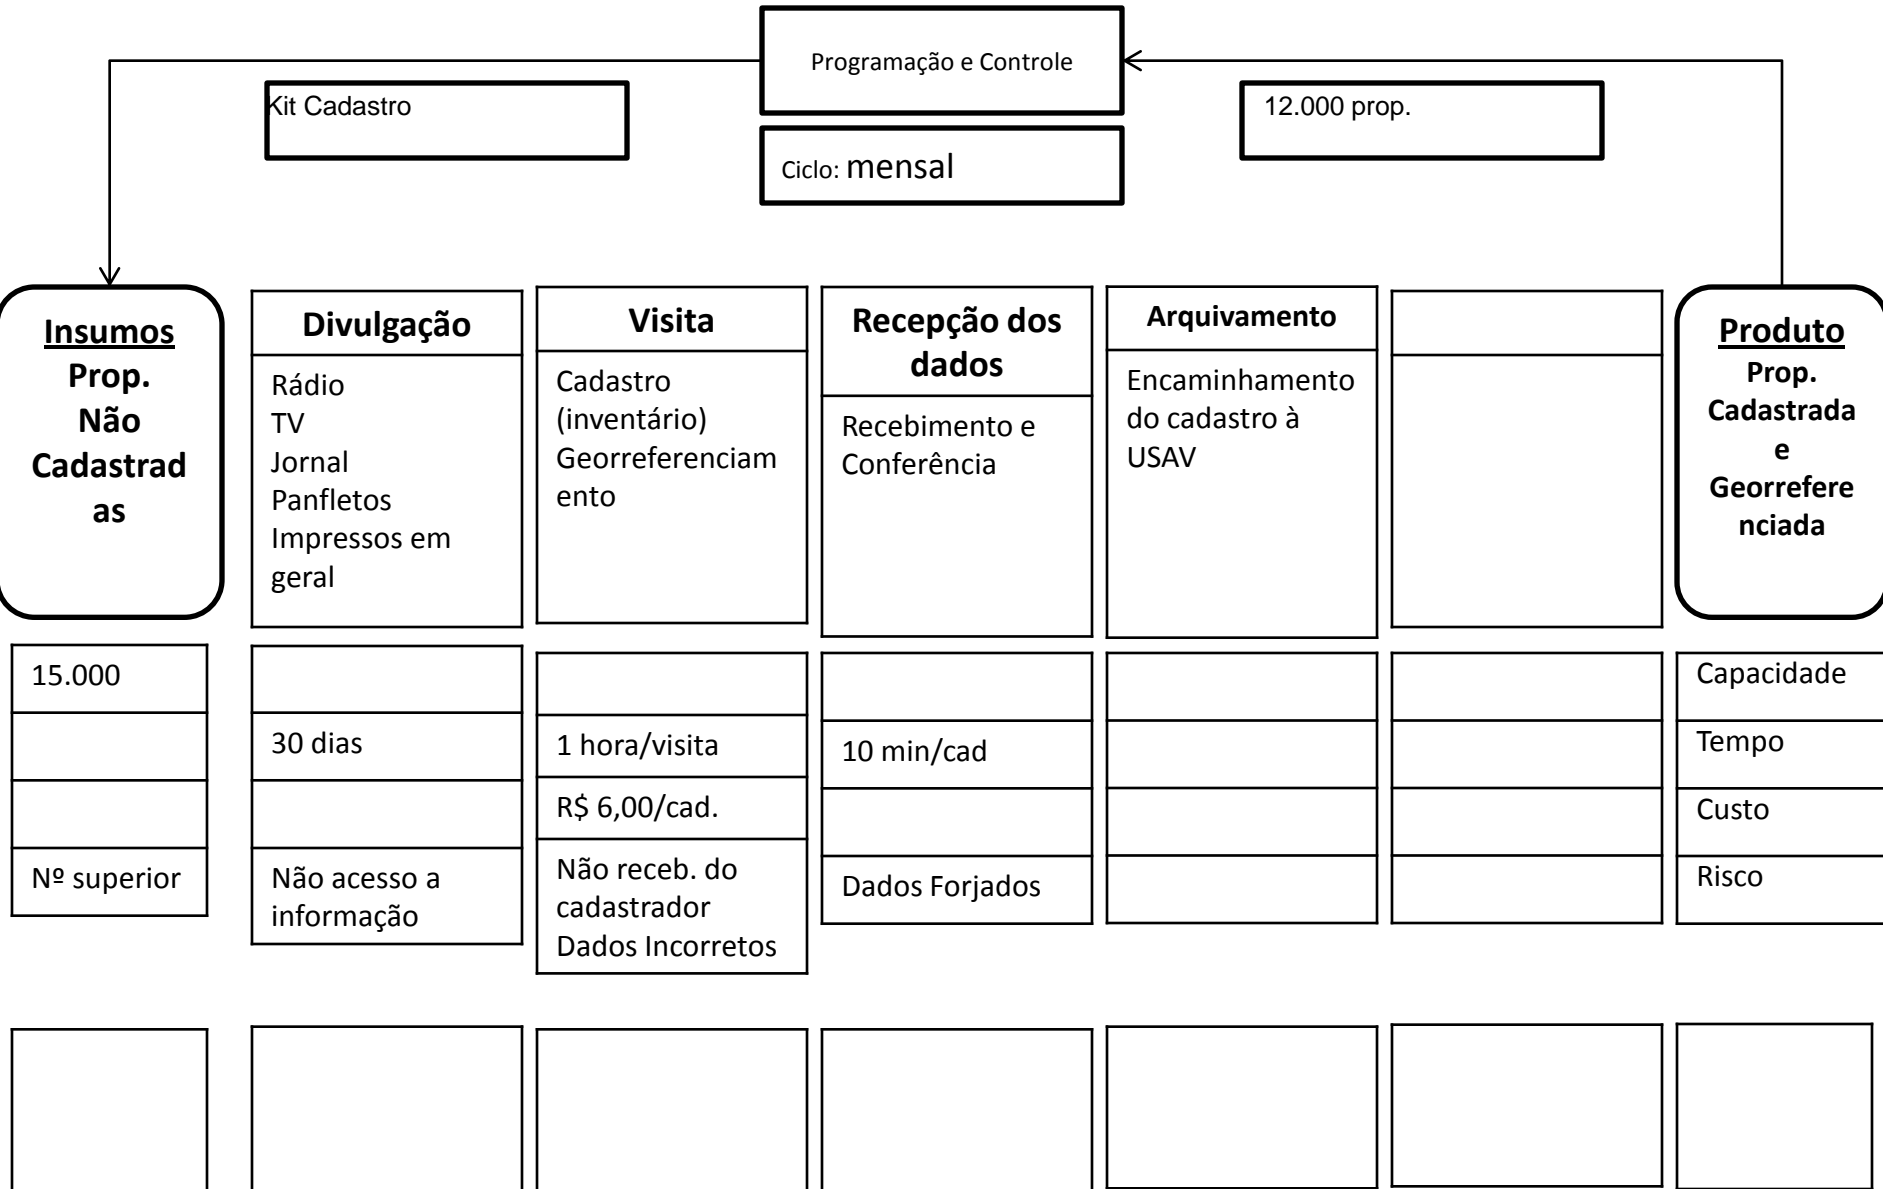 Programação e Controle
Kit Cadastro
12.000 prop.
Ciclo: mensal
Insumos
Prop.
Não
Cadastrad
as
Divulgação
Rádio
TV
Jornal
Panfletos
Impressos em
geral
Visita
Cadastro
(inventário)
Georreferenciam
ento
Recepção dos
dados
Recebimento e
Conferência
Arquivamento
Encaminhamento
do cadastro à
USAV
Produto
Prop.
Cadastrada
e
Georrefere
nciada
15.000
Capacidade
30 dias
1 hora/visita
10 min/cad
Tempo
R$ 6,00/cad.
Custo
Nº superior
Não acesso a
informação
Não receb. do
cadastrador
Dados Incorretos
Dados Forjados
Risco